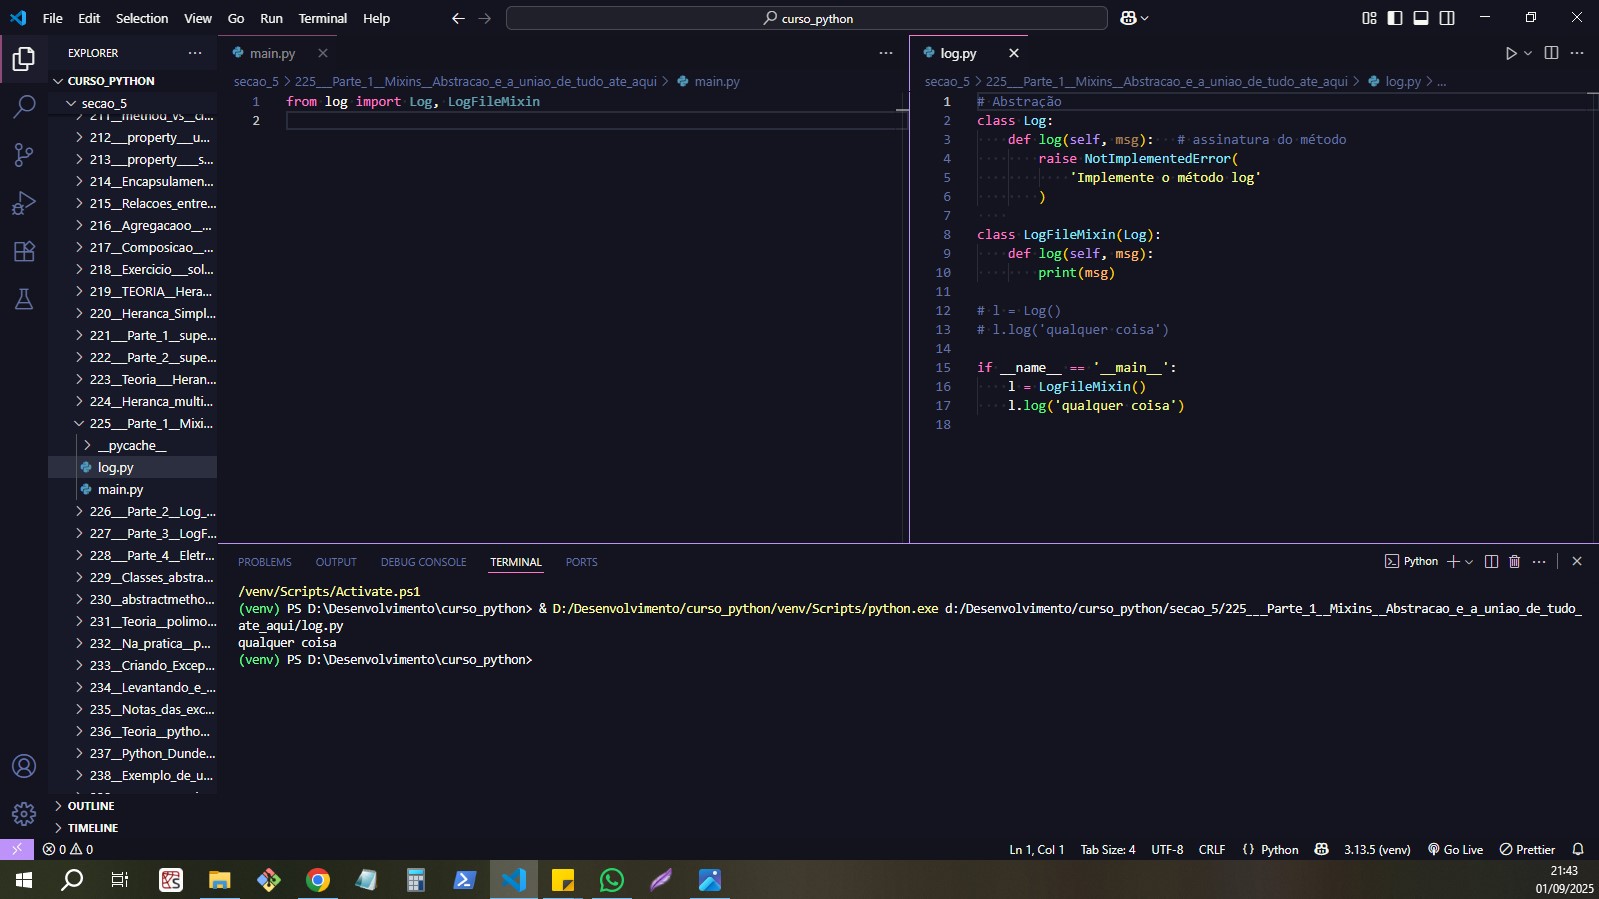 File Edit Selection View Go Run Terminal Help
curso_python
EXPLORER
CURSO_PYTHON
secao_5
212__property__u...
213__property___s...
214__Encapsulamen...
215__Relacoes_entre...
216__Agregacaoo__...
217__Composicao__...
218__Exercicio__sol...
219__TEORIA__Hera...
220__Heranca_Simpl...
221__Parte_1__supe...
222__Parte_2__supe...
223__Teoria___Heran...
224__Heranca_multi...
225__Parte_1__Mixi...
__pycache__
log.py
main.py
226__Parte_2__Log_...
227__Parte_3__LogF...
228__Parte_4__Eletr...
229__Classes_abstra...
230__abstractmetho...
231__Teoria__polimo...
232__Na_pratica__p...
233__Criando_Excep...
234__Levantando_e_...
235__Notas_das_exc...
236__Teoria__pytho...
237__Python_Dunde...
238__Exemplo_de_u...
OUTLINE
TIMELINE
main.py
secao_5 > 225___Parte_1__Mixins__Abstracao_e_a_uniao_de_tudo_ate_aqui > main.py
1 from log import Log, LogFileMixin
2
log.py
secao_5 > 225___Parte_1__Mixins__Abstracao_e_a_uniao_de_tudo_ate_aqui > log.py > ...
1 # Abstração
2 class Log:
3     def log(self, msg):   # assinatura do método
4         raise NotImplementedError(
5             'Implemente o método log'
6         )
7
8 class LogFileMixin(Log):
9     def log(self, msg):
10         print(msg)
11
12 # l = Log()
13 # l.log('qualquer coisa')
14
15 if __name__ == '__main__':
16     l = LogFileMixin()
17     l.log('qualquer coisa')
18
PROBLEMS OUTPUT DEBUG CONSOLE TERMINAL PORTS
Python
/venv/Scripts/Activate.ps1
(venv) PS D:\Desenvolvimento\curso_python> & D:/Desenvolvimento/curso_python/venv/Scripts/python.exe d:/Desenvolvimento/curso_python/secao_5/225___Parte_1__Mixins__Abstracao_e_a_uniao_de_tudo_
ate_aqui/log.py
qualquer coisa
(venv) PS D:\Desenvolvimento\curso_python>
0 0
Ln 1, Col 1 Tab Size: 4 UTF-8 CRLF {} Python 3.13.5 (venv) Go Live Prettier
21:43
01/09/2025